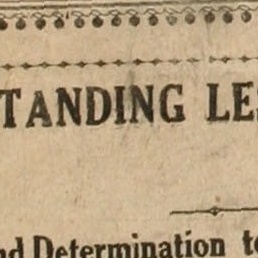 TANDING LE
nd Determination t